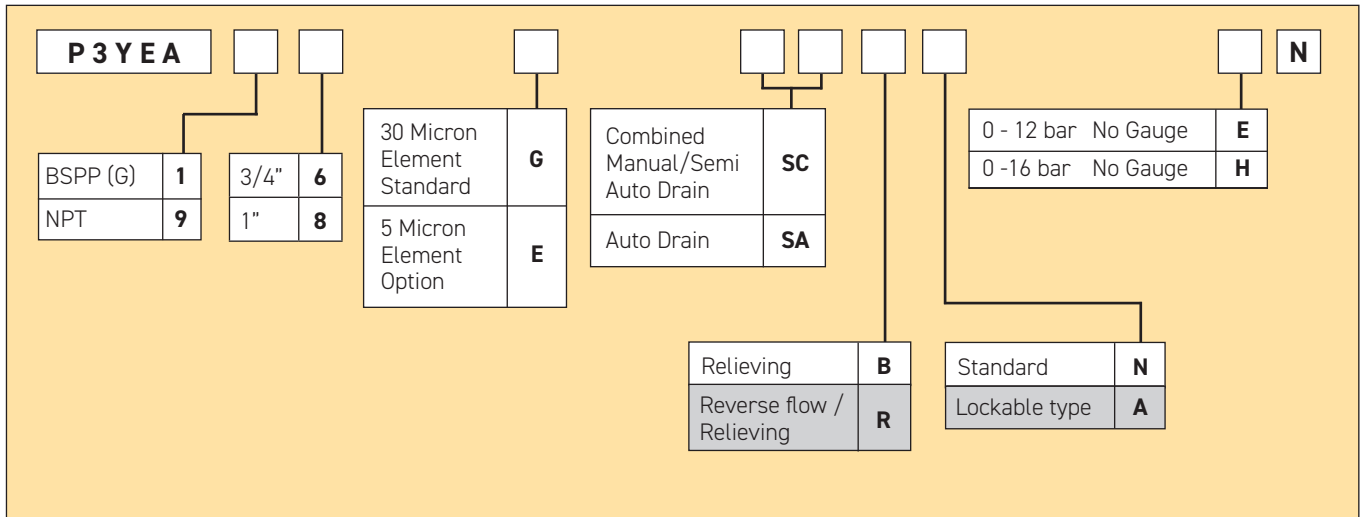 P3YEA
N
BSPP (G) 1
NPT 9
3/4" 6
1" 8
30 Micron
Element
Standard
G
5 Micron
Element
Option
E
Combined
Manual/Semi
Auto Drain
SC
Auto Drain SA
0 - 12 bar No Gauge E
0 -16 bar No Gauge H
Relieving B
Reverse flow /
Relieving
R
Standard N
Lockable type A